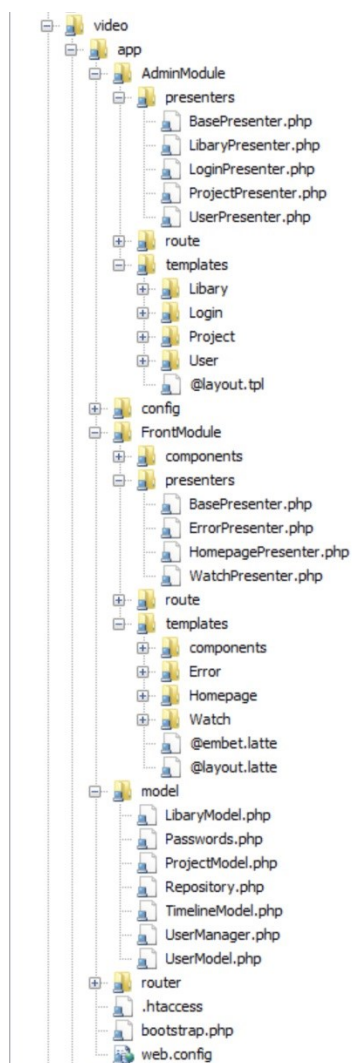 video
app
AdminModule
presenters
BasePresenter.php
LibaryPresenter.php
LoginPresenter.php
ProjectPresenter.php
UserPresenter.php
route
templates
Libary
Login
Project
User
@layout.tpl
config
FrontModule
components
presenters
BasePresenter.php
ErrorPresenter.php
HomepagePresenter.php
WatchPresenter.php
route
templates
components
Error
Homepage
Watch
@embet.latte
@layout.latte
model
LibaryModel.php
Passwords.php
ProjectModel.php
Repository.php
TimelineModel.php
UserManager.php
UserModel.php
router
.htaccess
bootstrap.php
web.config